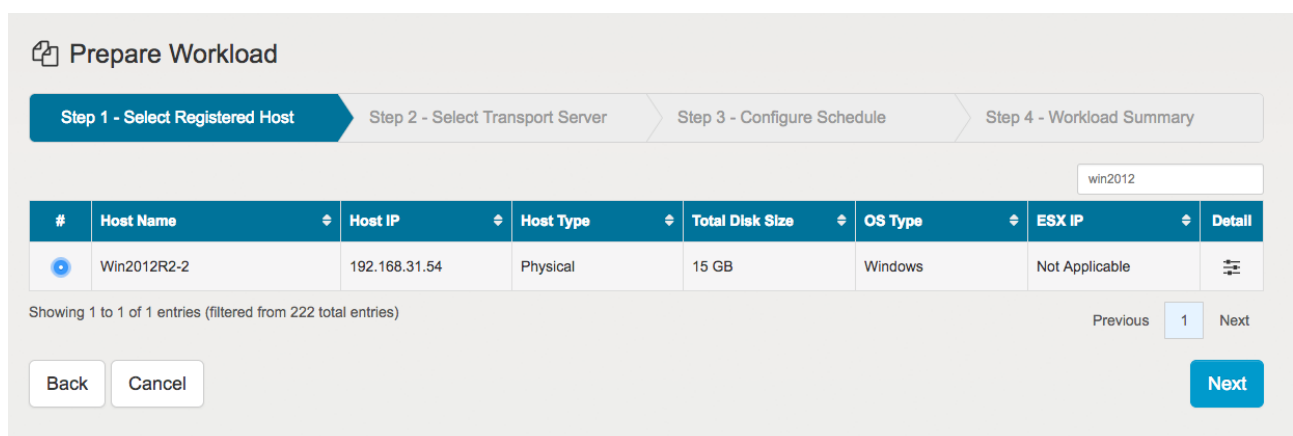 Prepare Workload
Step 1 - Select Registered Host Step 2 - Select Transport Server Step 3 - Configure Schedule Step 4 - Workload Summary
win2012
# Host Name Host IP Host Type Total Disk Size OS Type ESX IP Detail
Win2012R2-2 192.168.31.54 Physical 15 GB Windows Not Applicable
Showing 1 to 1 of 1 entries (filtered from 222 total entries)
Previous 1 Next
Back Cancel Next